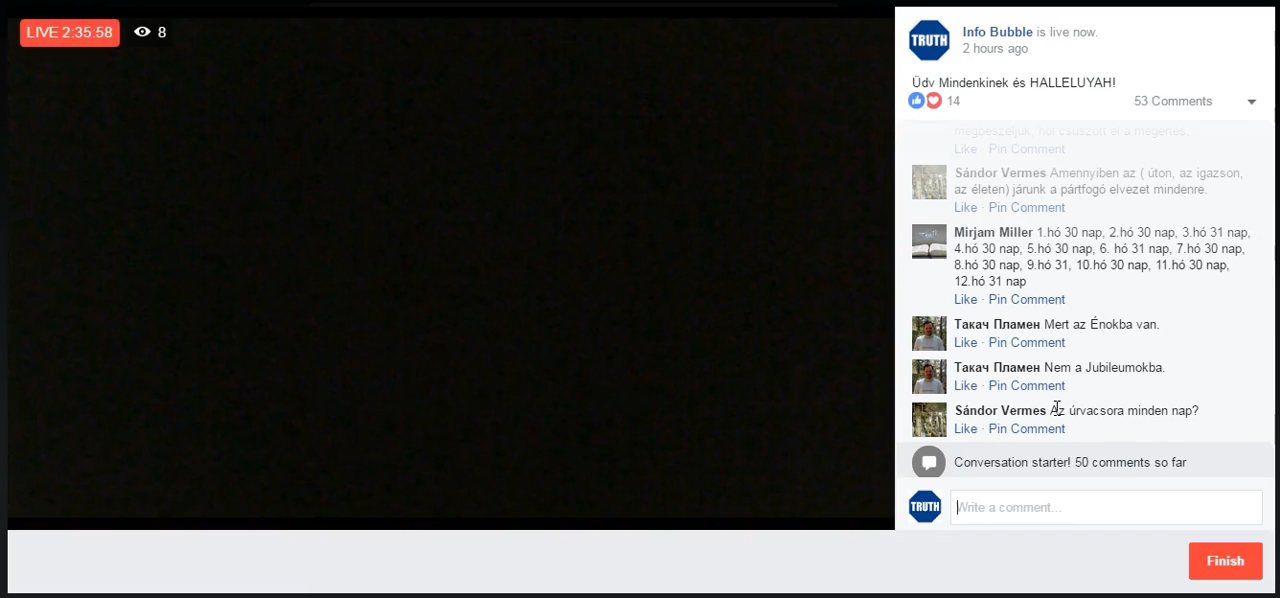 LIVE 2:35:58
8
TRUTH
Info Bubble is live now.
2 hours ago
Üdv Mindenkinek és HALLELUYAH!
14
53 Comments
megbeszéljük, hol csúszott el a megértés.
Like · Pin Comment
Sándor Vermes Amennyiben az ( úton, az igazson,
az életen) járunk a pártfogó elvezet mindenre.
Like · Pin Comment
Mirjam Miller 1.hó 30 nap, 2.hó 30 nap, 3.hó 31 nap,
4.hó 30 nap, 5.hó 30 nap, 6. hó 31 nap, 7.hó 30 nap,
8.hó 30 nap, 9.hó 31, 10.hó 30 nap, 11.hó 30 nap,
12.hó 31 nap
Like · Pin Comment
Такач Пламен Mert az Énokba van.
Like · Pin Comment
Такач Пламен Nem a Jubileumokba.
Like · Pin Comment
Sándor Vermes Az úrvacsora minden nap?
Like · Pin Comment
Conversation starter! 50 comments so far
TRUTH
Write a comment...
Finish